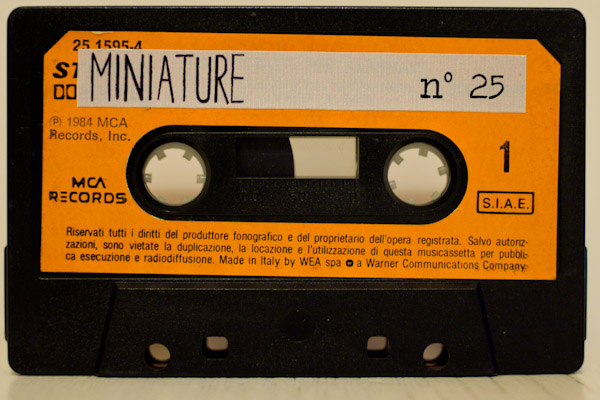 25 1595-4
ST
MINIATURE
n° 25
℗ 1984 MCA
Records, Inc.
1
MCA
RECORDS
S.I.A.E.
Riservati tutti i diritti del produttore fonografico e del proprietario dell'opera registrata. Salvo autoriz-
zazioni, sono vietate la duplicazione, la locazione e l'utilizzazione di questa musicassetta per pubbli-
ca esecuzione e radiodiffusione. Made in Italy by WEA spa a Warner Communications Company